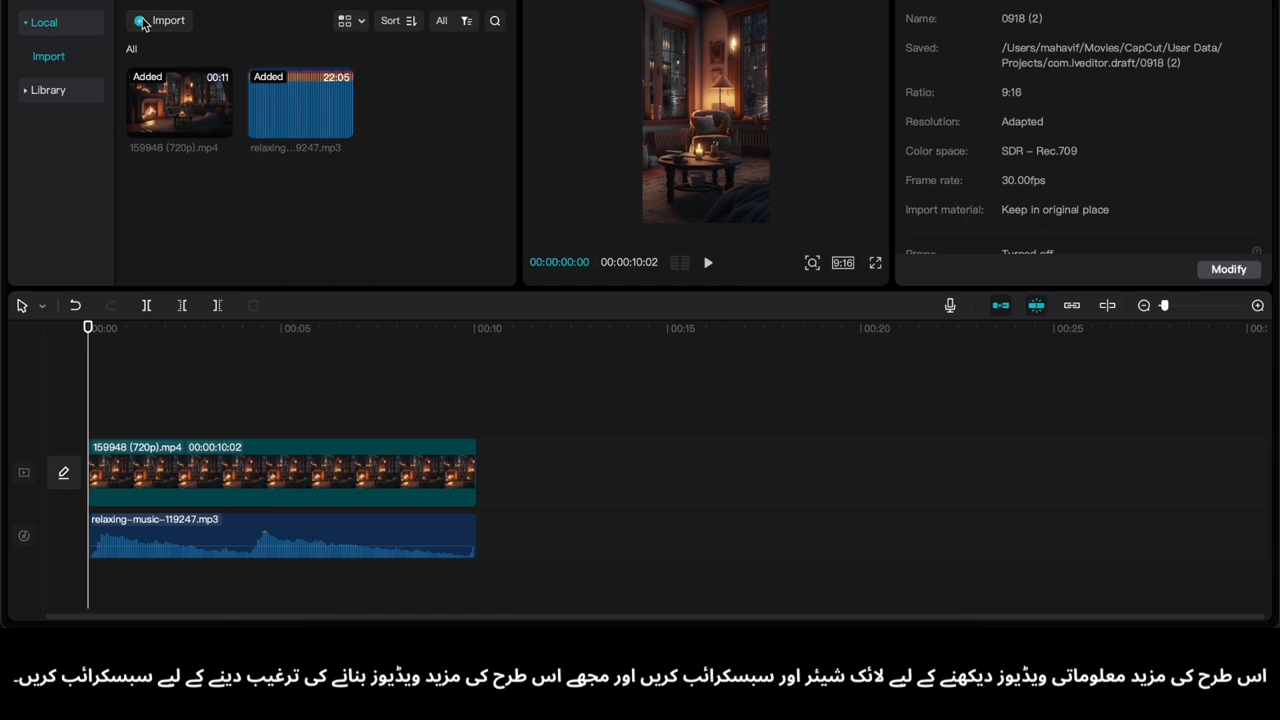 Local
Import
Library
Import
Sort
All
All
Added 00:11
159948 (720p).mp4
Added 22:05
relaxing...9247.mp3
00:00:00:00 00:00:10:02
9:16
Name: 0918 (2)
Saved: /Users/mahavif/Movies/CapCut/User Data/
Projects/com.lveditor.draft/0918 (2)
Ratio: 9:16
Resolution: Adapted
Color space: SDR – Rec.709
Frame rate: 30.00fps
Import material: Keep in original place
Proxy: Turned off
Modify
00:00 00:05 00:10 00:15 00:20 00:25
159948 (720p).mp4 00:00:10:02
relaxing-music-119247.mp3
اس طرح کی مزید معلوماتی ویڈیوز دیکھنے کے لیے لائک شیئر اور سبسکرائب کریں اور مجھے اس طرح کی مزید ویڈیوز بنانے کی ترغیب دینے کے لیے سبسکرائب کریں۔